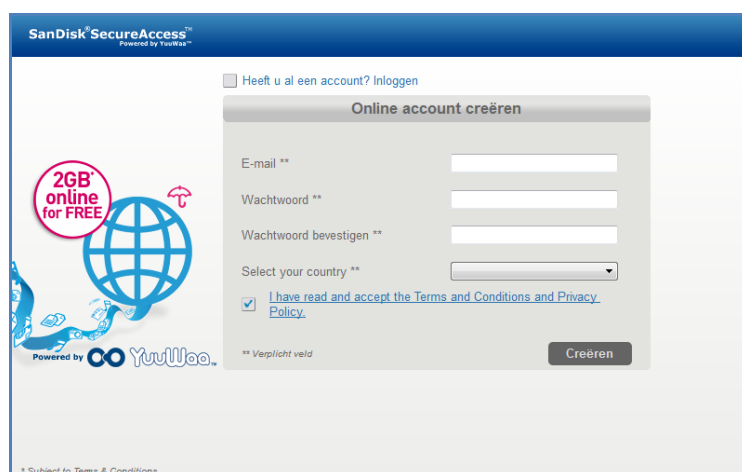 SanDisk® SecureAccess™
Powered by YuuWaa™
Heeft u al een account? Inloggen
Online account creëren
E-mail **
Wachtwoord **
Wachtwoord bevestigen **
Select your country **
I have read and accept the Terms and Conditions and Privacy
Policy.
** Verplicht veld
Creëren
2GB*
online
for FREE
Powered by YuuWaa™
* Subject to Terms & Conditions